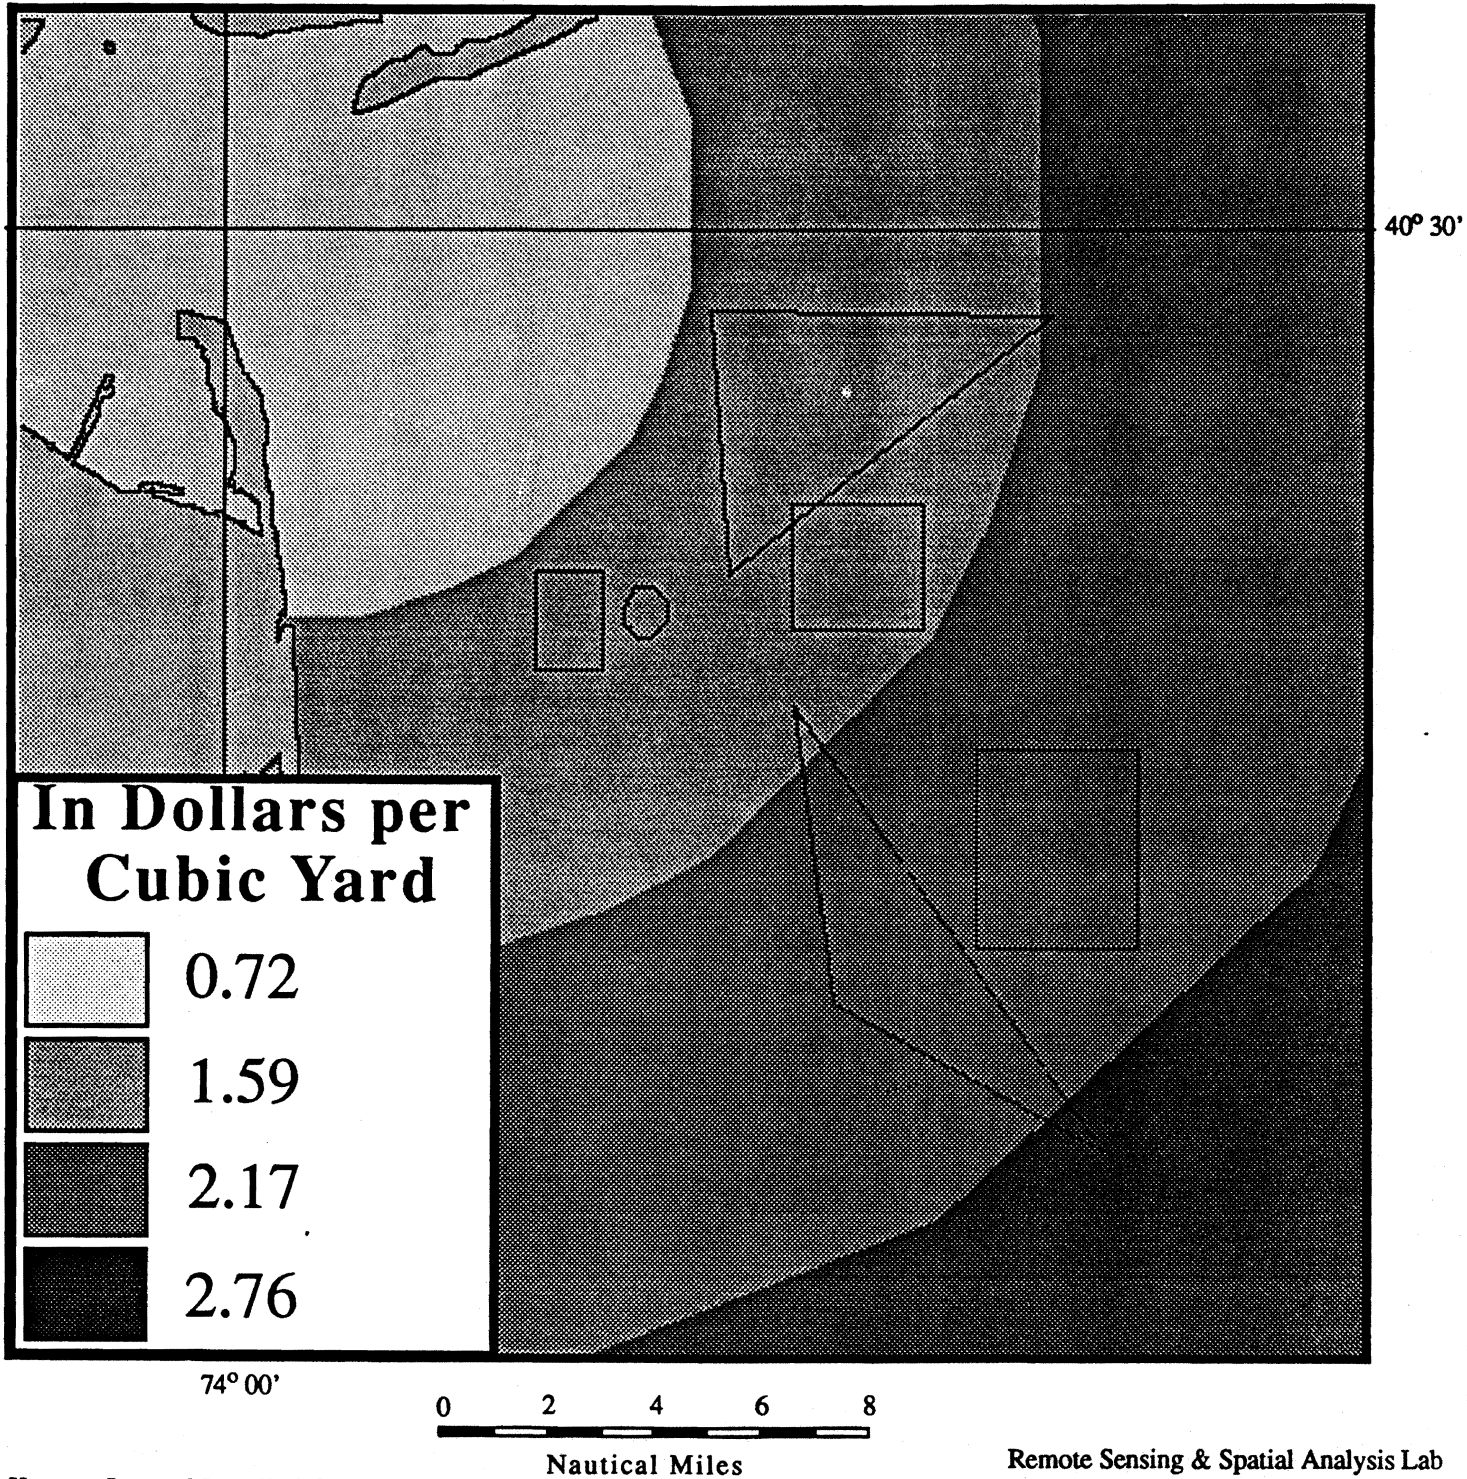 40° 30'
In Dollars per
Cubic Yard
0.72
1.59
2.17
2.76
74° 00'
0 2 4 6 8
Nautical Miles
Remote Sensing & Spatial Analysis Lab